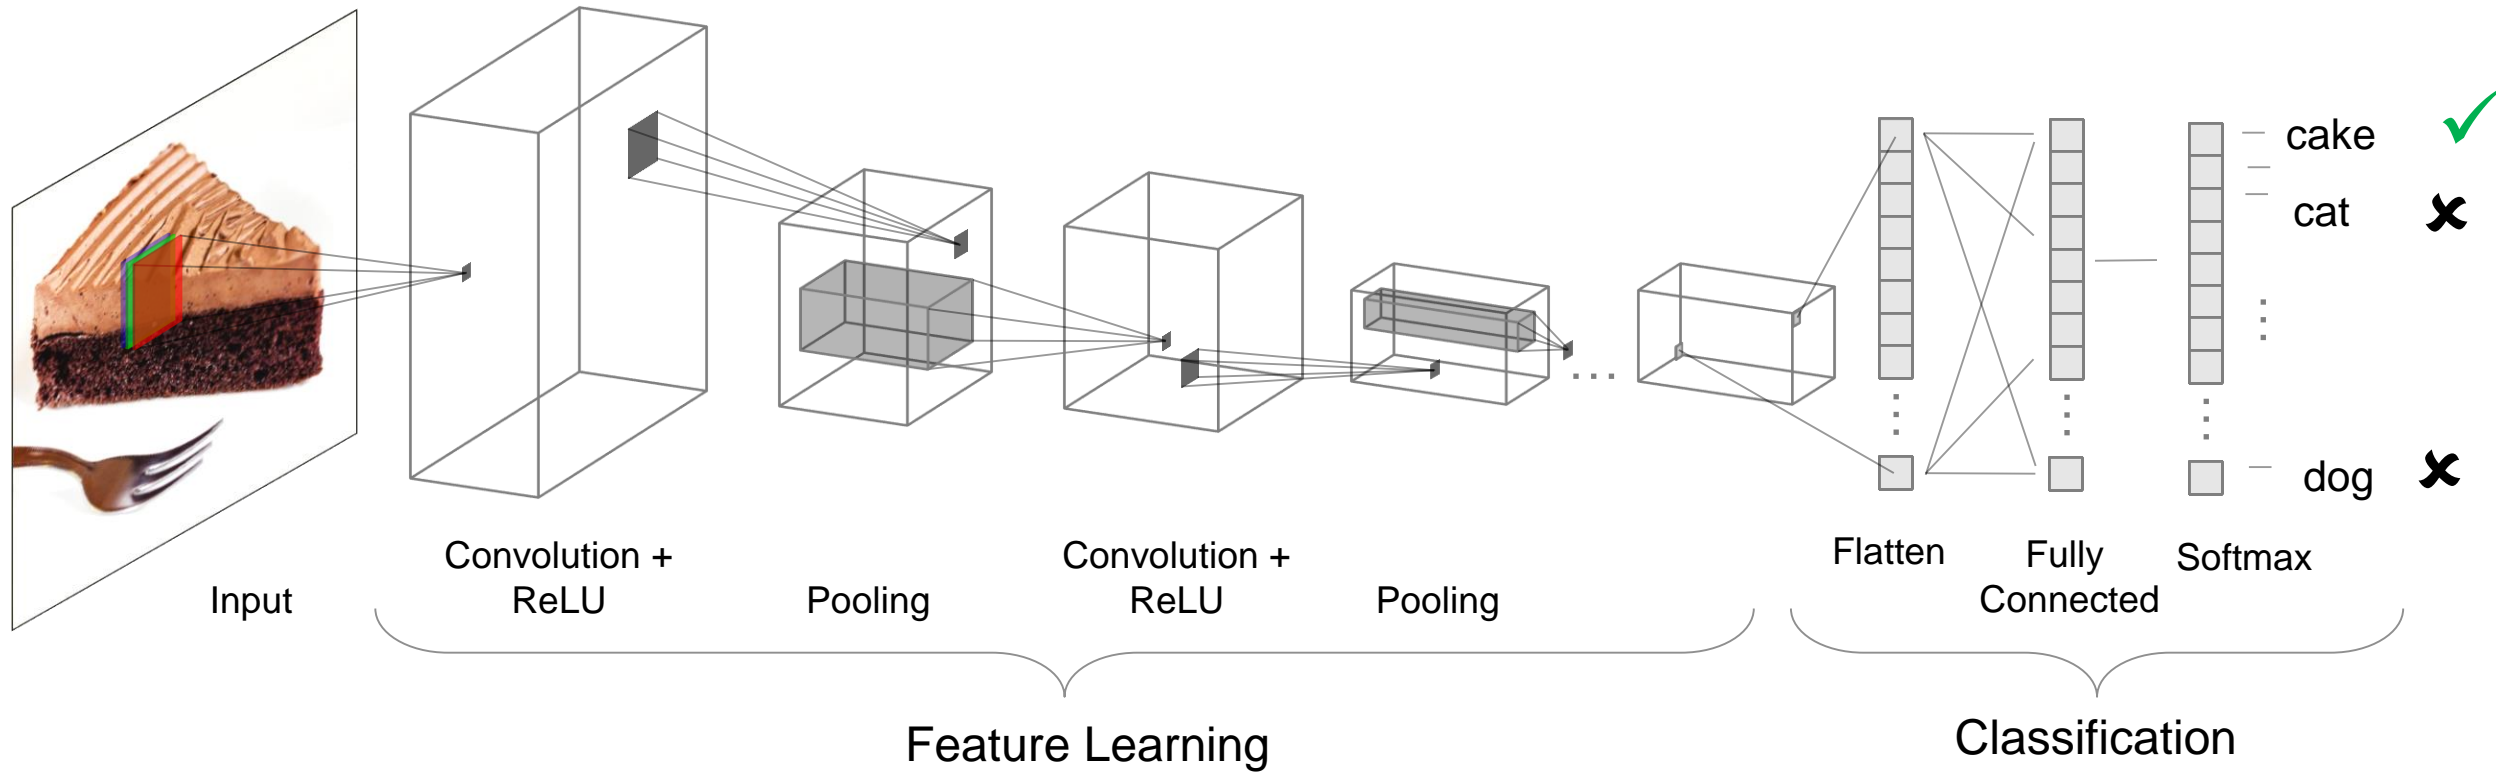 cake
cat
dog
Input
Convolution +
ReLU
Pooling
Convolution +
ReLU
Pooling
Flatten
Fully
Connected
Softmax
Feature Learning
Classification